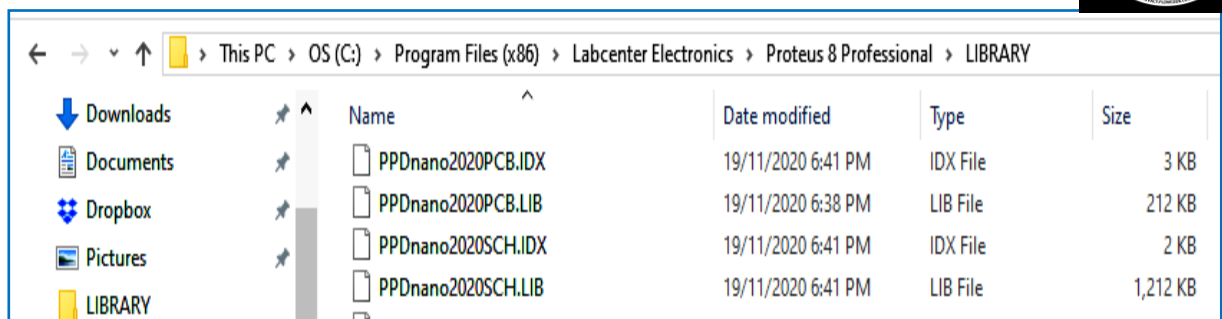 This PC > OS (C:) > Program Files (x86) > Labcenter Electronics > Proteus 8 Professional > LIBRARY
Downloads
Documents
Dropbox
Pictures
LIBRARY
Name Date modified Type Size
PPDnano2020PCB.IDX 19/11/2020 6:41 PM IDX File 3 KB
PPDnano2020PCB.LIB 19/11/2020 6:38 PM LIB File 212 KB
PPDnano2020SCH.IDX 19/11/2020 6:41 PM IDX File 2 KB
PPDnano2020SCH.LIB 19/11/2020 6:41 PM LIB File 1,212 KB